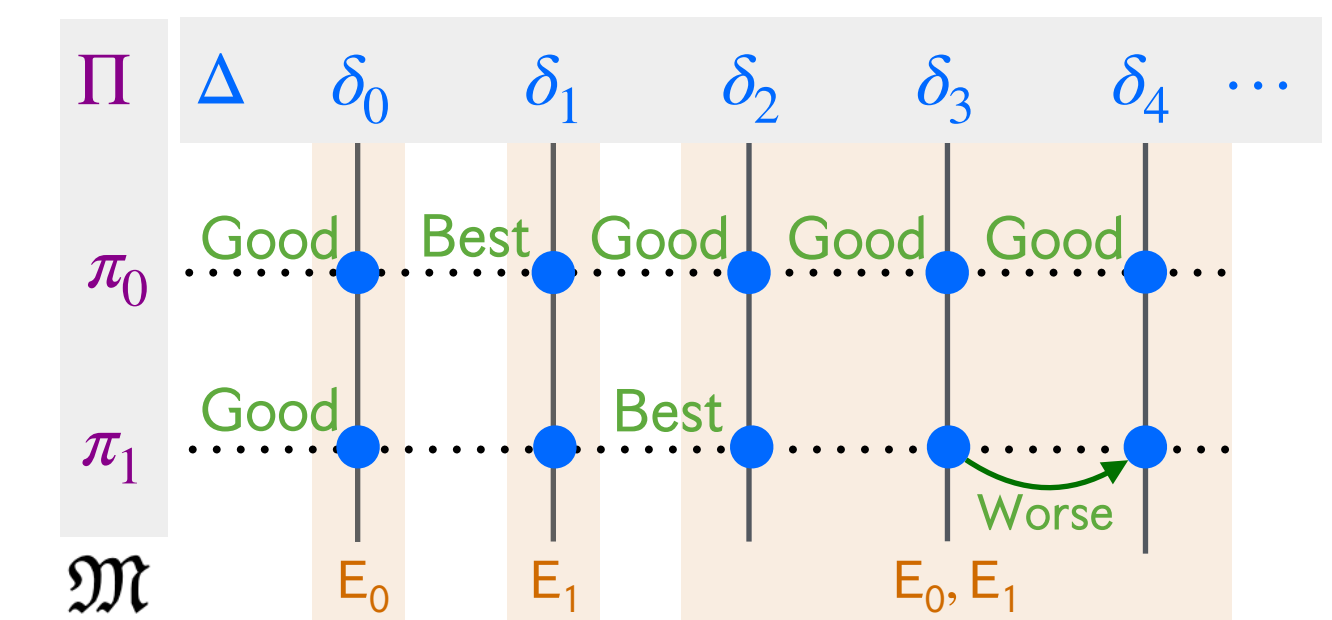 Π Δ δ0 δ1 δ2 δ3 δ4 ⋯
π0 Good Best Good Good Good
π1 Good Best
Worse
𝔐 E0 E1 E0, E1